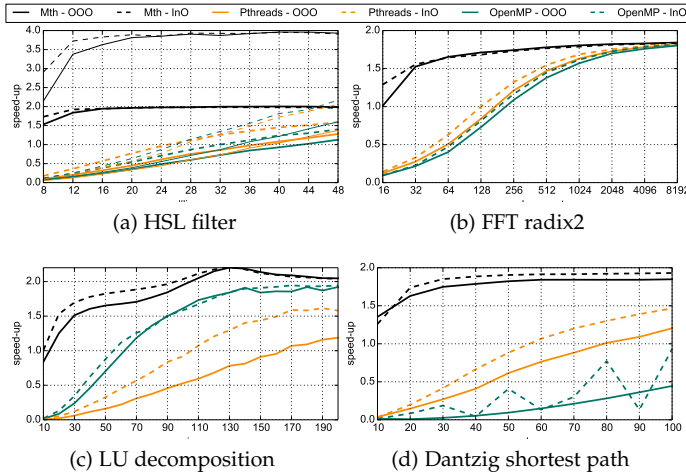 Mth - OOO Mth - InO Pthreads - OOO Pthreads - InO OpenMP - OOO OpenMP - InO
4.0
3.5
3.0
2.5
2.0
1.5
1.0
0.5
0.0
speed-up
8 12 16 20 24 28 32 36 40 44 48
(a) HSL filter
2.0
1.5
1.0
0.5
0.0
speed-up
16 32 64 128 256 512 1024 2048 4096 8192
(b) FFT radix2
2.0
1.5
1.0
0.5
0.0
speed-up
10 30 50 70 90 110 130 150 170 190
(c) LU decomposition
2.0
1.5
1.0
0.5
0.0
speed-up
10 20 30 40 50 60 70 80 90 100
(d) Dantzig shortest path